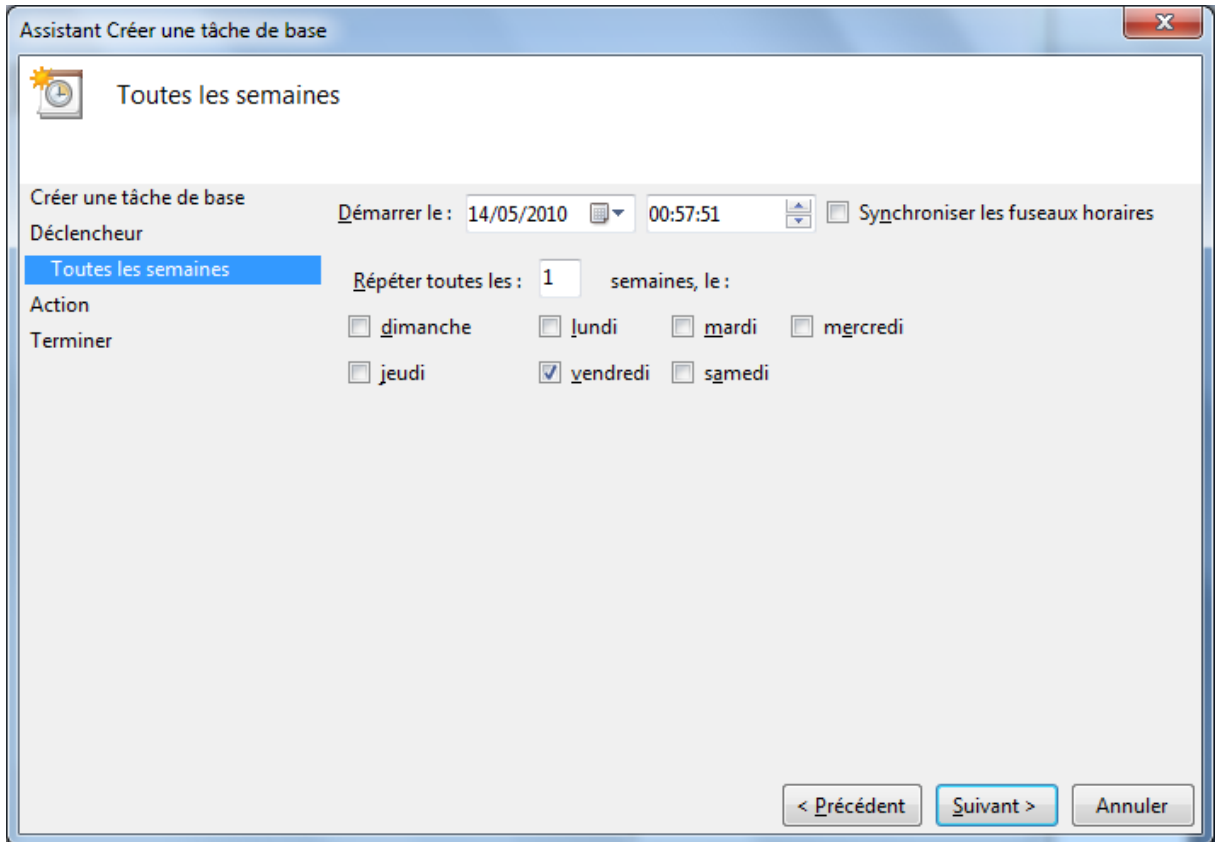 Assistant Créer une tâche de base
Toutes les semaines
Créer une tâche de base
Déclencheur
Toutes les semaines
Action
Terminer
Démarrer le : 14/05/2010 00:57:51 Synchroniser les fuseaux horaires
Répéter toutes les : 1 semaines, le :
dimanche lundi mardi mercredi
jeudi vendredi samedi
< Précédent Suivant > Annuler